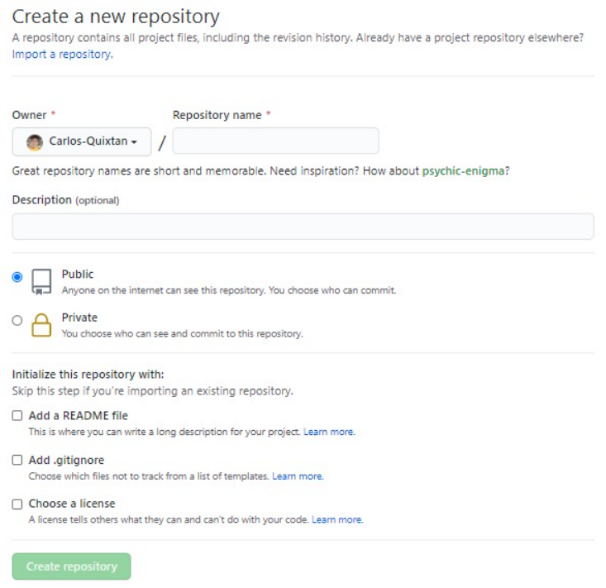 Create a new repository
A repository contains all project files, including the revision history. Already have a project repository elsewhere?
Import a repository.
Owner * Repository name *
Carlos-Quixtan /
Great repository names are short and memorable. Need inspiration? How about psychic-enigma?
Description (optional)
Public
Anyone on the internet can see this repository. You choose who can commit.
Private
You choose who can see and commit to this repository.
Initialize this repository with:
Skip this step if you're importing an existing repository.
Add a README file
This is where you can write a long description for your project. Learn more.
Add .gitignore
Choose which files not to track from a list of templates. Learn more.
Choose a license
A license tells others what they can and can't do with your code. Learn more.
Create repository